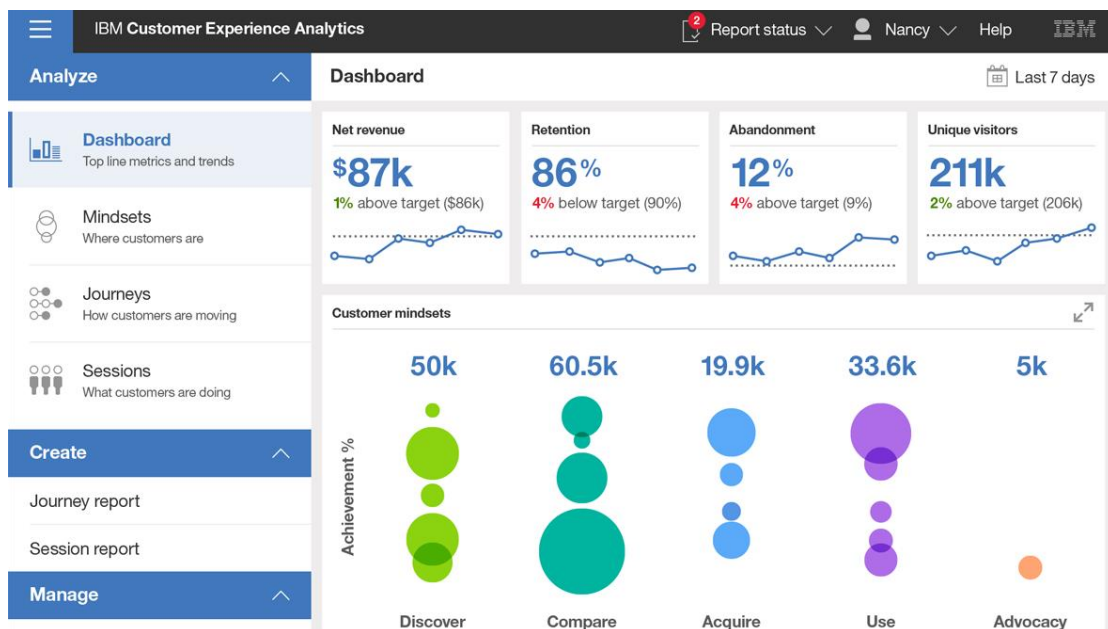 IBM Customer Experience Analytics
2
Report status
Nancy
Help
IBM
Analyze
Dashboard
Top line metrics and trends
Mindsets
Where customers are
Journeys
How customers are moving
Sessions
What customers are doing
Create
Journey report
Session report
Manage
Dashboard
Last 7 days
Net revenue
$87k
1% above target ($86k)
Retention
86%
4% below target (90%)
Abandonment
12%
4% above target (9%)
Unique visitors
211k
2% above target (206k)
Customer mindsets
50k 60.5k 19.9k 33.6k 5k
Achievement %
Discover Compare Acquire Use Advocacy